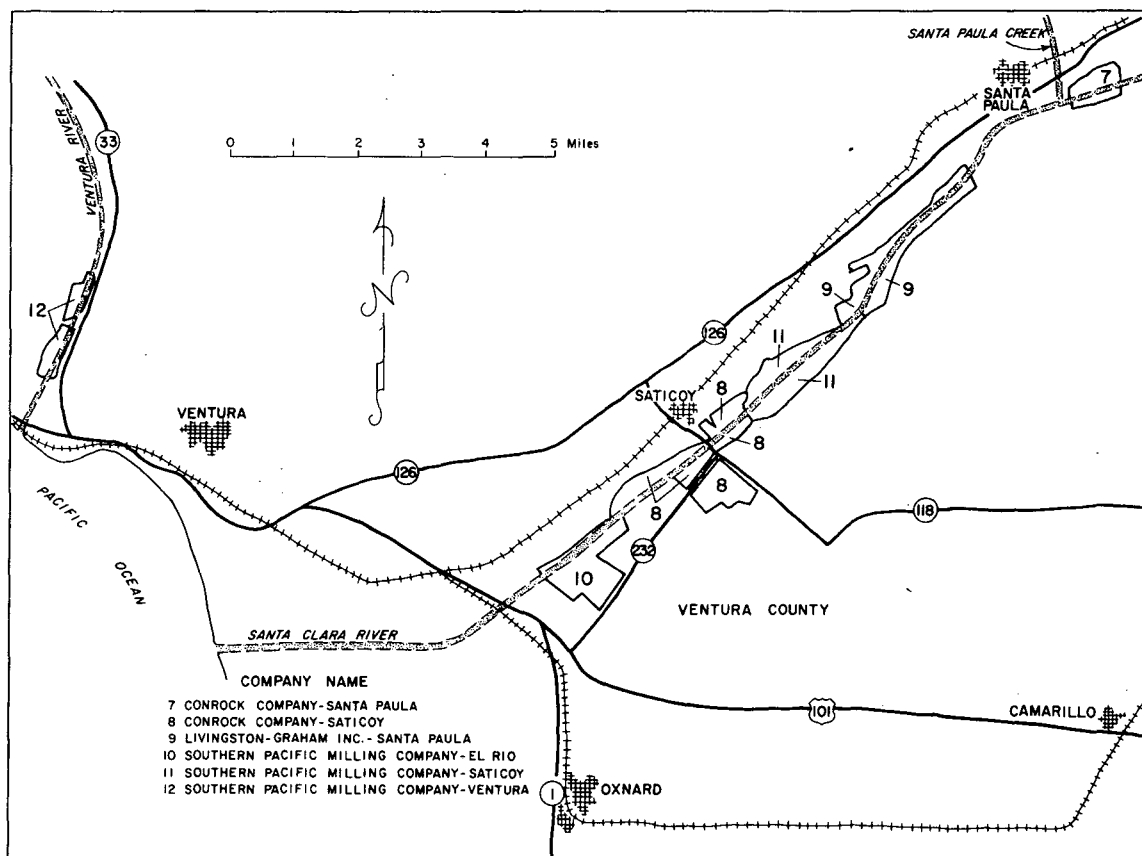 SANTA PAULA CREEK
7
SANTA
PAULA
33
VENTURA RIVER
VENTURA RIVER
0 1 2 3 4 5 Miles
N
12
9
9
126
11
11
8
SATICOY
8
VENTURA
126
8
8
118
232
PACIFIC
OCEAN
10
VENTURA COUNTY
SANTA CLARA RIVER
COMPANY NAME
7 CONROCK COMPANY-SANTA PAULA
8 CONROCK COMPANY-SATICOY
9 LIVINGSTON-GRAHAM INC.-SANTA PAULA
10 SOUTHERN PACIFIC MILLING COMPANY-EL RIO
11 SOUTHERN PACIFIC MILLING COMPANY-SATICOY
12 SOUTHERN PACIFIC MILLING COMPANY-VENTURA
101
CAMARILLO
1
OXNARD